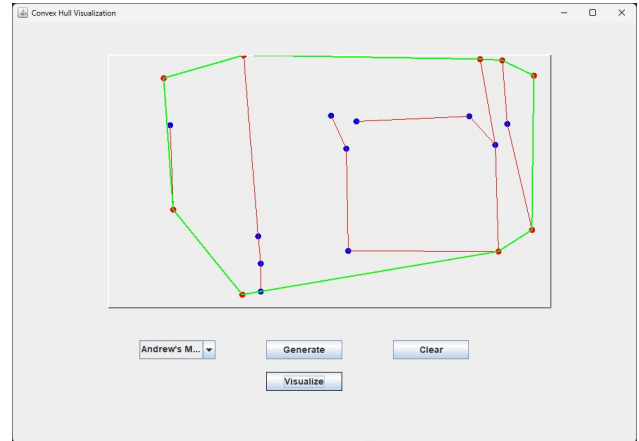 Convex Hull Visualization
Andrew's M...
Generate
Clear
Visualize